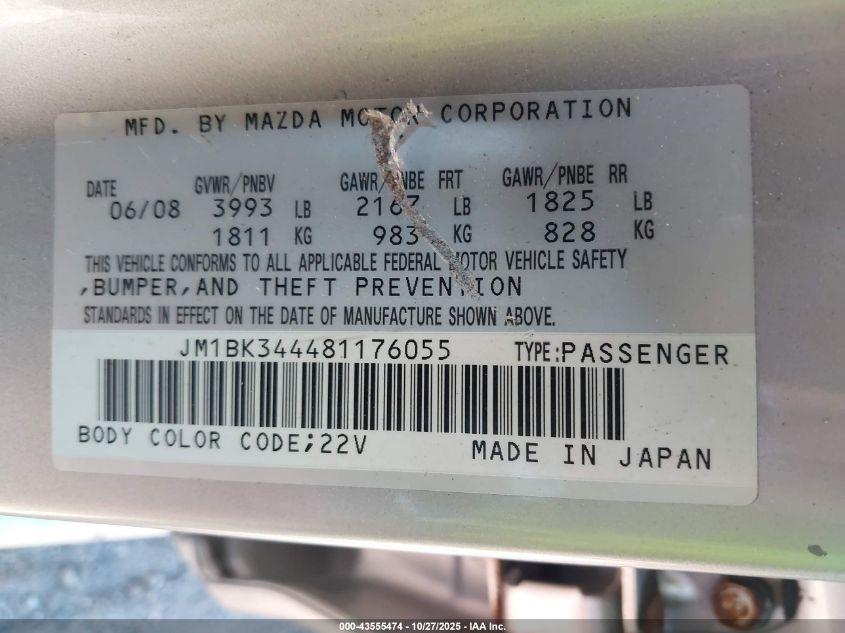 MFD. BY MAZDA MOTOR CORPORATION
DATE GVWR/PNBV GAWR/PNBE FRT GAWR/PNBE RR
06/08 3993 LB 2167 LB 1825 LB
1811 KG 983 KG 828 KG
THIS VEHICLE CONFORMS TO ALL APPLICABLE FEDERAL MOTOR VEHICLE SAFETY
,BUMPER,AND THEFT PREVENTION
STANDARDS IN EFFECT ON THE DATE OF MANUFACTURE SHOWN ABOVE.
JM1BK344481176055 TYPE:PASSENGER
BODY COLOR CODE;22V MADE IN JAPAN
000-43555474 - 10/27/2025 - IAA Inc.